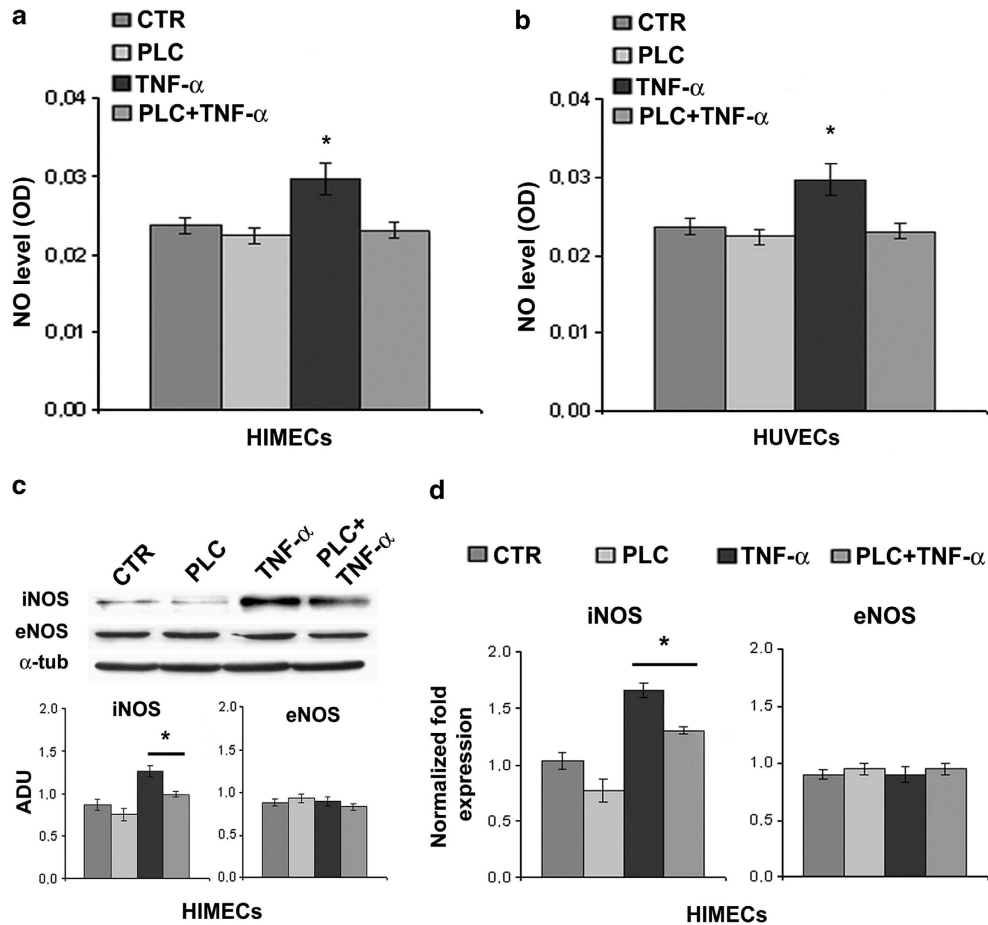 a
CTR
PLC
TNF-α
PLC+TNF-α
0.04
0.03
0.02
0.01
0.00
NO level (OD)
*
HIMECs
b
CTR
PLC
TNF-α
PLC+TNF-α
0.04
0.03
0.02
0.01
0.00
NO level (OD)
*
HUVECs
c
CTR
PLC
TNF-α
PLC+
TNF-α
iNOS
eNOS
α-tub
iNOS
2.0
1.5
1.0
0.5
0.0
ADU
*
eNOS
2.0
1.5
1.0
0.5
0.0
HIMECs
d
CTR
PLC
TNF-α
PLC+TNF-α
iNOS
2.0
1.5
1.0
0.5
0.0
Normalized fold
expression
*
eNOS
2.0
1.5
1.0
0.5
0.0
HIMECs